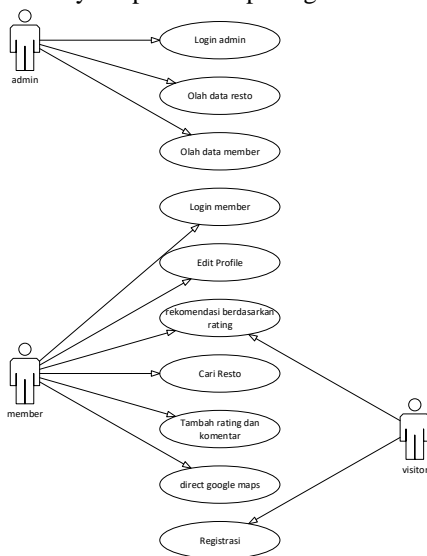 Login admin
admin
Olah data resto
Olah data member
Login member
Edit Profile
rekomendasi berdasarkan
rating
Cari Resto
member
Tambah rating dan
komentar
visitor
direct google maps
Registrasi